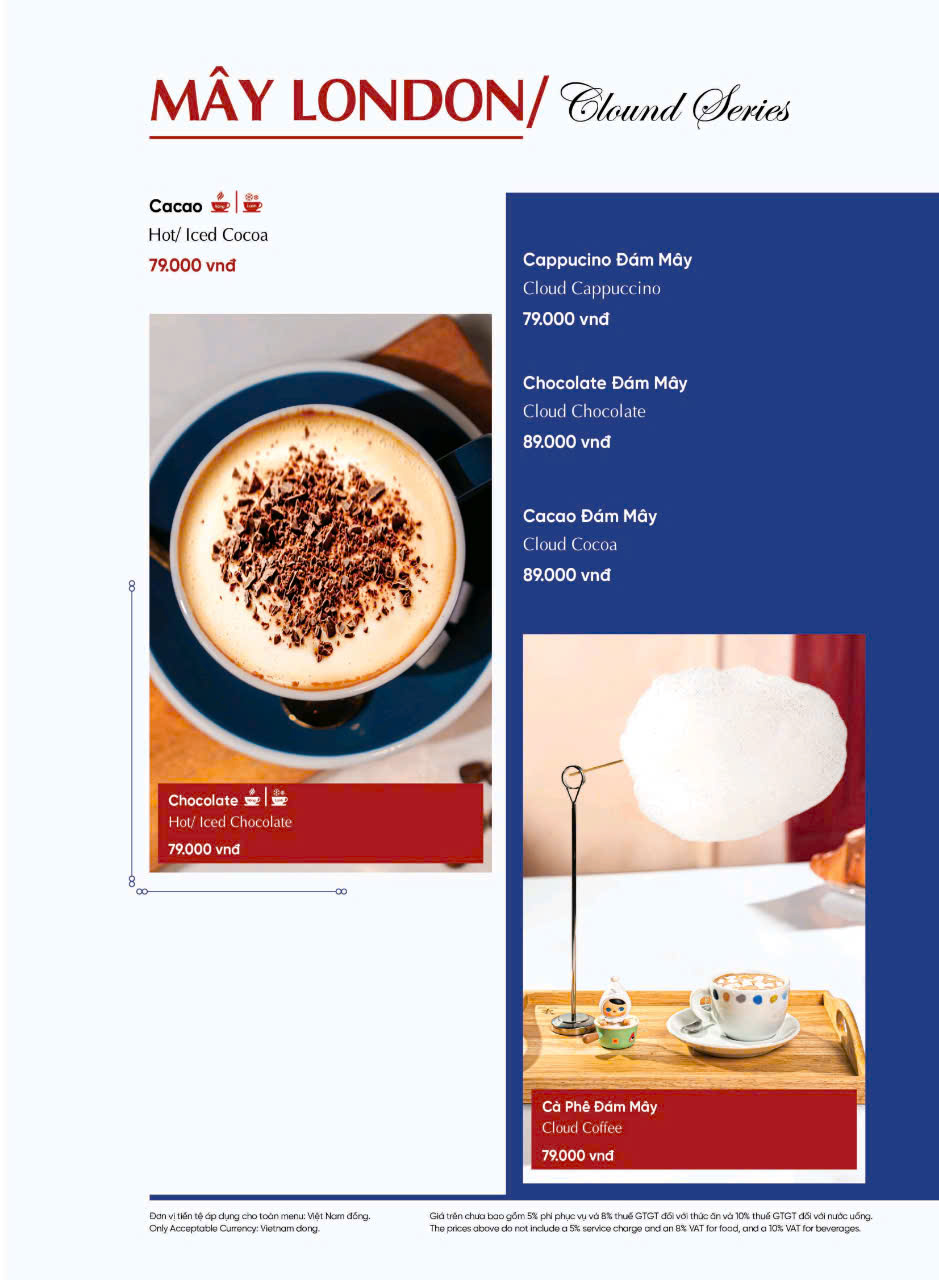 MÂY LONDON/ Clound Series
Cacao
Hot/ Iced Cocoa
79.000 vnđ
Chocolate
Hot/ Iced Chocolate
79.000 vnđ
Cappucino Đám Mây
Cloud Cappuccino
79.000 vnđ
Chocolate Đám Mây
Cloud Chocolate
89.000 vnđ
Cacao Đám Mây
Cloud Cocoa
89.000 vnđ
Cà Phê Đám Mây
Cloud Coffee
79.000 vnđ
Đơn vị tiền tệ áp dụng cho toàn menu: Việt Nam đồng.
Only Acceptable Currency: Vietnam dong.
Giá trên chưa bao gồm 5% phí phục vụ và 8% thuế GTGT đối với thức ăn và 10% thuế GTGT đối với nước uống.
The prices above do not include a 5% service charge and an 8% VAT for food, and a 10% VAT for beverages.